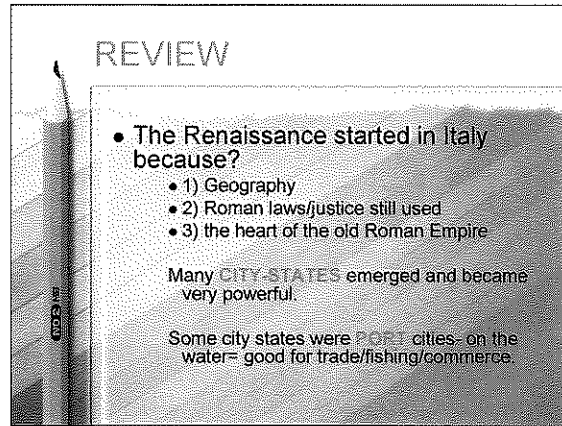 REVIEW
• The Renaissance started in Italy
because?
• 1) Geography
• 2) Roman laws/justice still used
• 3) the heart of the old Roman Empire
Many CITY-STATES emerged and became
very powerful.
Some city states were PORT cities- on the
water= good for trade/fishing/commerce.